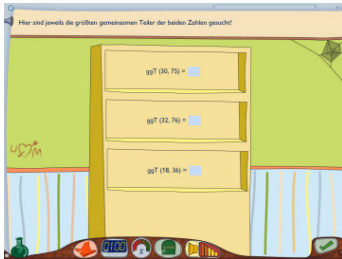 Hier sind jeweils die größten gemeinsamen Teiler der beiden Zahlen gesucht!
ggT (30, 75) =
ggT (32, 76) =
ggT (18, 36) =
U M